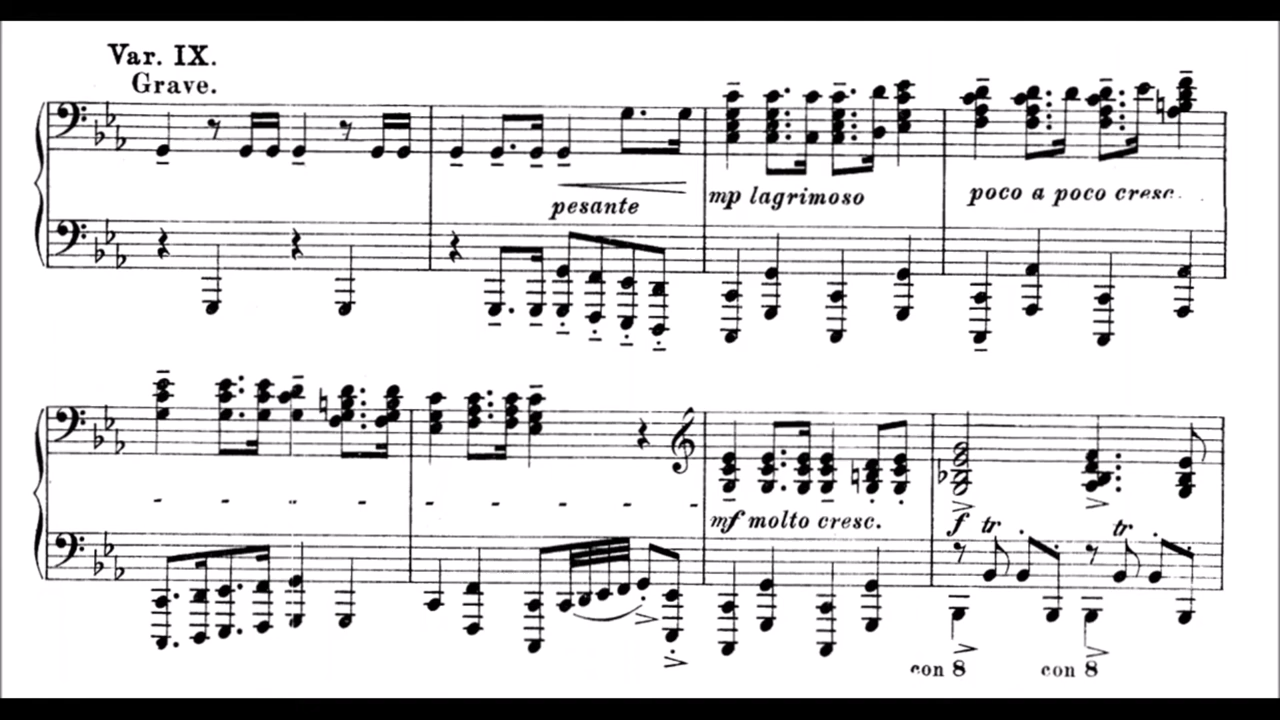 Var. IX.
Grave.
pesante
mp lagrimoso
poco a poco cresc.
mf molto cresc.
f tr tr
con 8 con 8